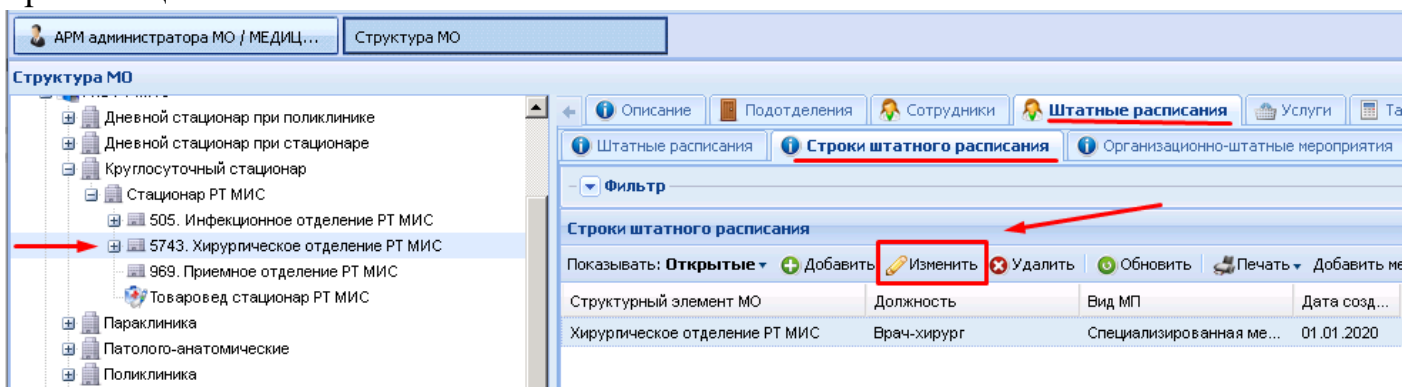 АРМ администратора МО / МЕДИЦ...
Структура МО
Структура МО
Дневной стационар при поликлинике
Дневной стационар при стационаре
Круглосуточный стационар
Стационар РТ МИС
505. Инфекционное отделение РТ МИС
5743. Хирургическое отделение РТ МИС
969. Приемное отделение РТ МИС
Товаровед стационар РТ МИС
Параклиника
Патолого-анатомические
Поликлиника
Описание
Подотделения
Сотрудники
Штатные расписания
Услуги
Та
Штатные расписания
Строки штатного расписания
Организационно-штатные мероприятия
Фильтр
Строки штатного расписания
Показывать: Открытые
Добавить
Изменить
Удалить
Обновить
Печать
Добавить ме
Структурный элемент МО
Должность
Вид МП
Дата созд...
Хирургическое отделение РТ МИС
Врач-хирург
Специализированная ме...
01.01.2020